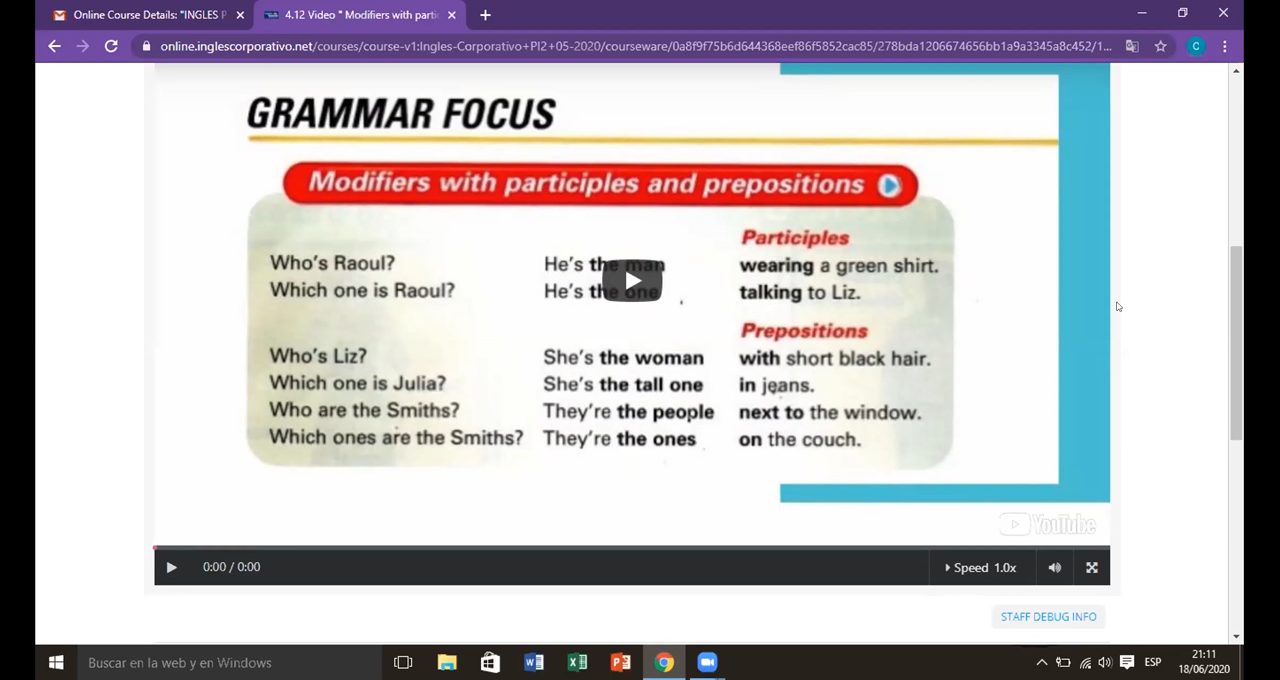 Online Course Details: "INGLES P
4.12 Video " Modifiers with parti
online.inglescorporativo.net/courses/course-v1:Ingles-Corporativo+PI2+05-2020/courseware/0a8f9f75b6d644368eef86f5852cac85/278bda1206674656bb1a9a3345a8c452/1...
C
GRAMMAR FOCUS
Modifiers with participles and prepositions
Participles
Who's Raoul? He's the man wearing a green shirt.
Which one is Raoul? He's the one talking to Liz.
Prepositions
Who's Liz? She's the woman with short black hair.
Which one is Julia? She's the tall one in jeans.
Who are the Smiths? They're the people next to the window.
Which ones are the Smiths? They're the ones on the couch.
YouTube
0:00 / 0:00 Speed 1.0x
STAFF DEBUG INFO
Buscar en la web y en Windows
ESP
21:11
18/06/2020